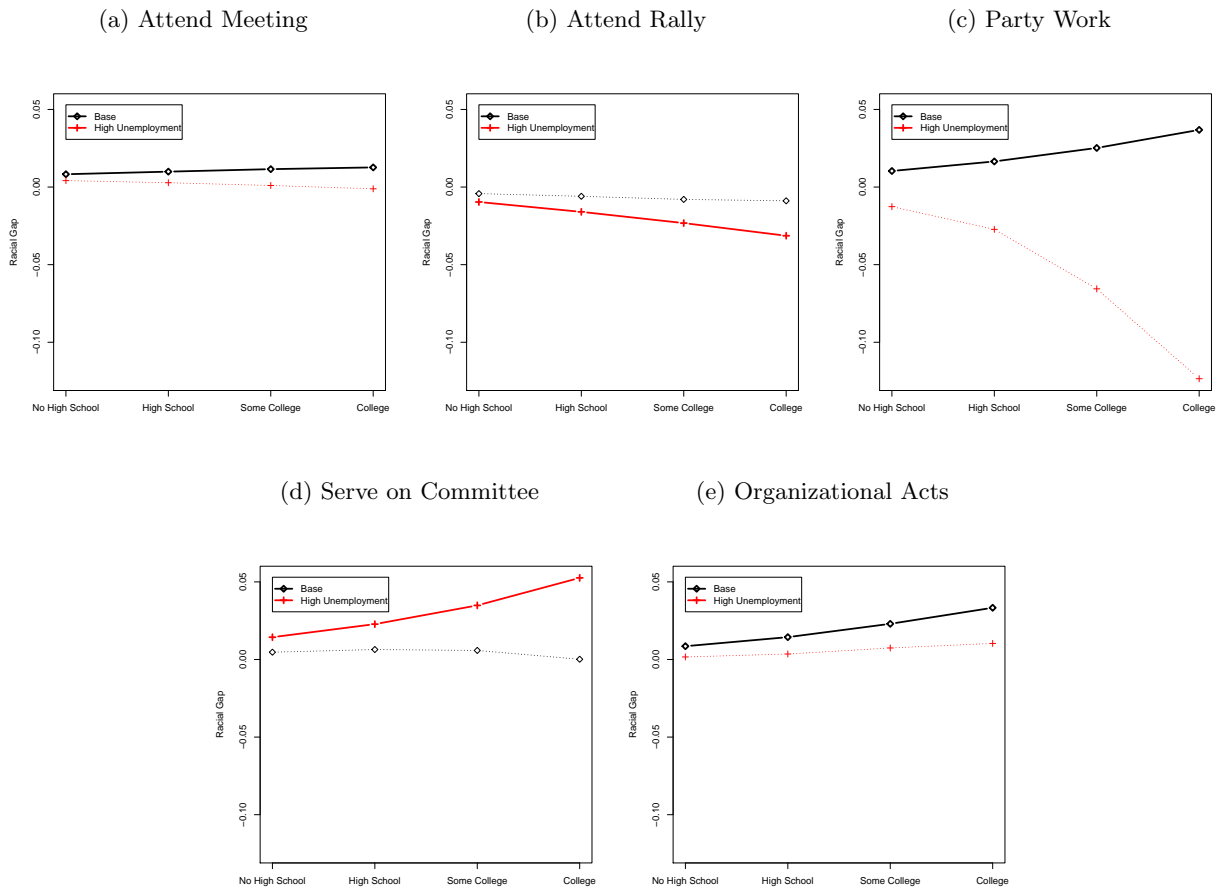 (a) Attend Meeting
(b) Attend Rally
(c) Party Work
Racial Gap
0.05
0.00
−0.05
−0.10
Base
High Unemployment
No High School
High School
Some College
College
Racial Gap
0.05
0.00
−0.05
−0.10
Base
High Unemployment
No High School
High School
Some College
College
Racial Gap
0.05
0.00
−0.05
−0.10
Base
High Unemployment
No High School
High School
Some College
College
(d) Serve on Committee
(e) Organizational Acts
Racial Gap
0.05
0.00
−0.05
−0.10
Base
High Unemployment
No High School
High School
Some College
College
Racial Gap
0.05
0.00
−0.05
−0.10
Base
High Unemployment
No High School
High School
Some College
College